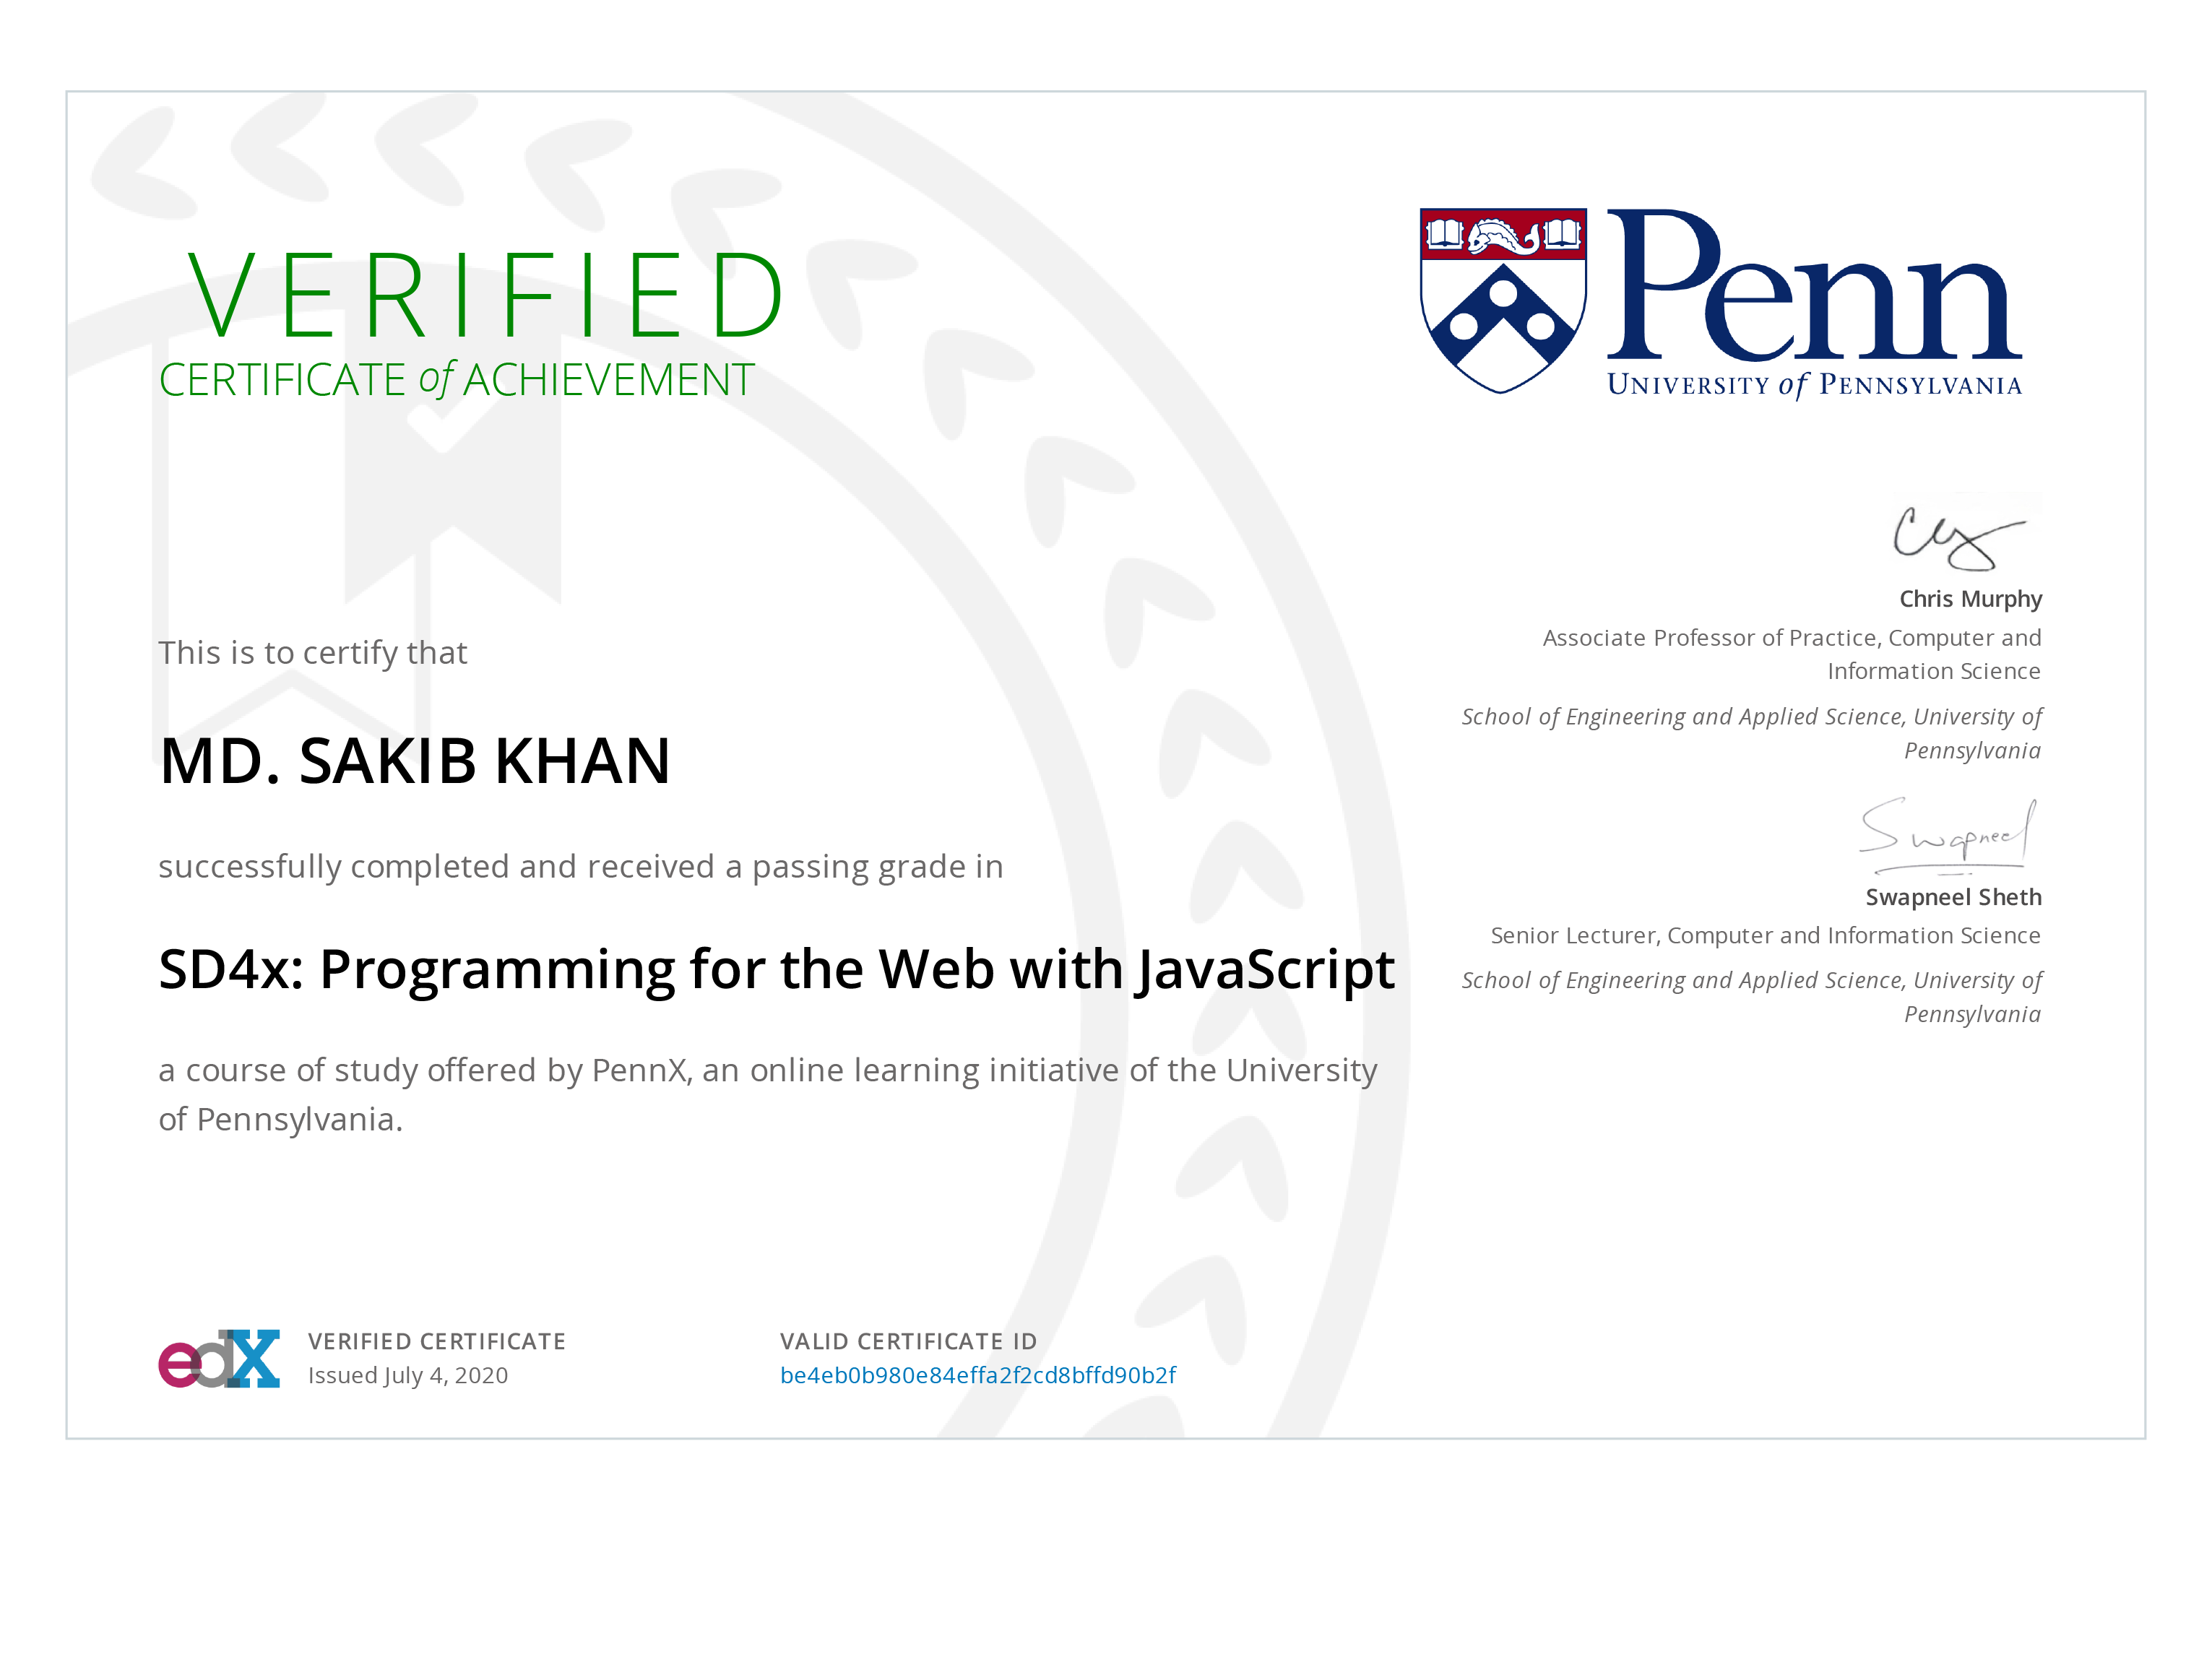 VERIFIED
CERTIFICATE of ACHIEVEMENT
Penn
UNIVERSITY of PENNSYLVANIA
This is to certify that
MD. SAKIB KHAN
successfully completed and received a passing grade in
SD4x: Programming for the Web with JavaScript
a course of study offered by PennX, an online learning initiative of the University
of Pennsylvania.
Chris Murphy
Associate Professor of Practice, Computer and
Information Science
School of Engineering and Applied Science, University of
Pennsylvania
Swapneel
Swapneel Sheth
Senior Lecturer, Computer and Information Science
School of Engineering and Applied Science, University of
Pennsylvania
edX
VERIFIED CERTIFICATE
Issued July 4, 2020
VALID CERTIFICATE ID
be4eb0b980e84effa2f2cd8bffd90b2f